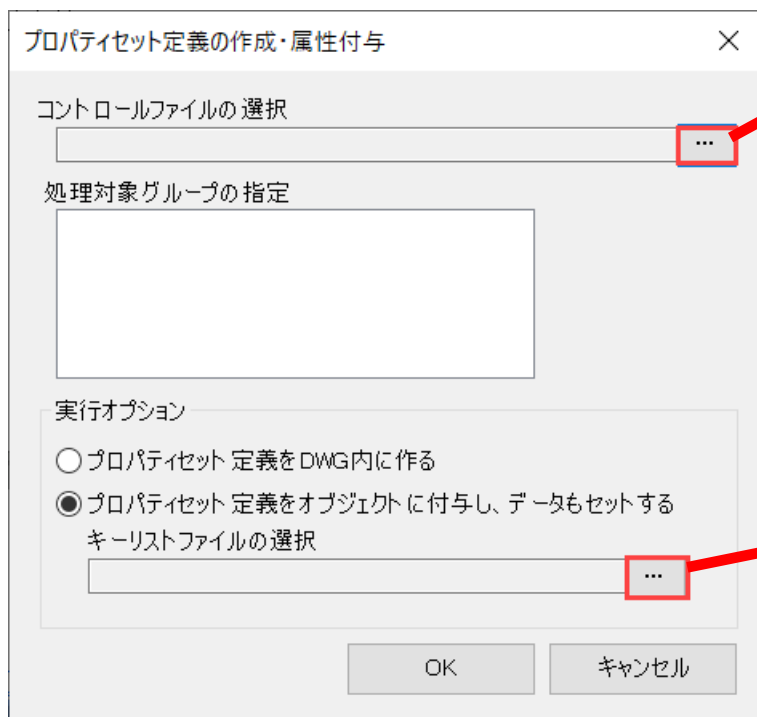 プロパティセット定義の作成・属性付与
コントロールファイルの選択
...
処理対象グループの指定
実行オプション
プロパティセット定義をDWG内に作る
プロパティセット定義をオブジェクトに付与し、データもセットする
キーリストファイルの選択
...
OK
キャンセル